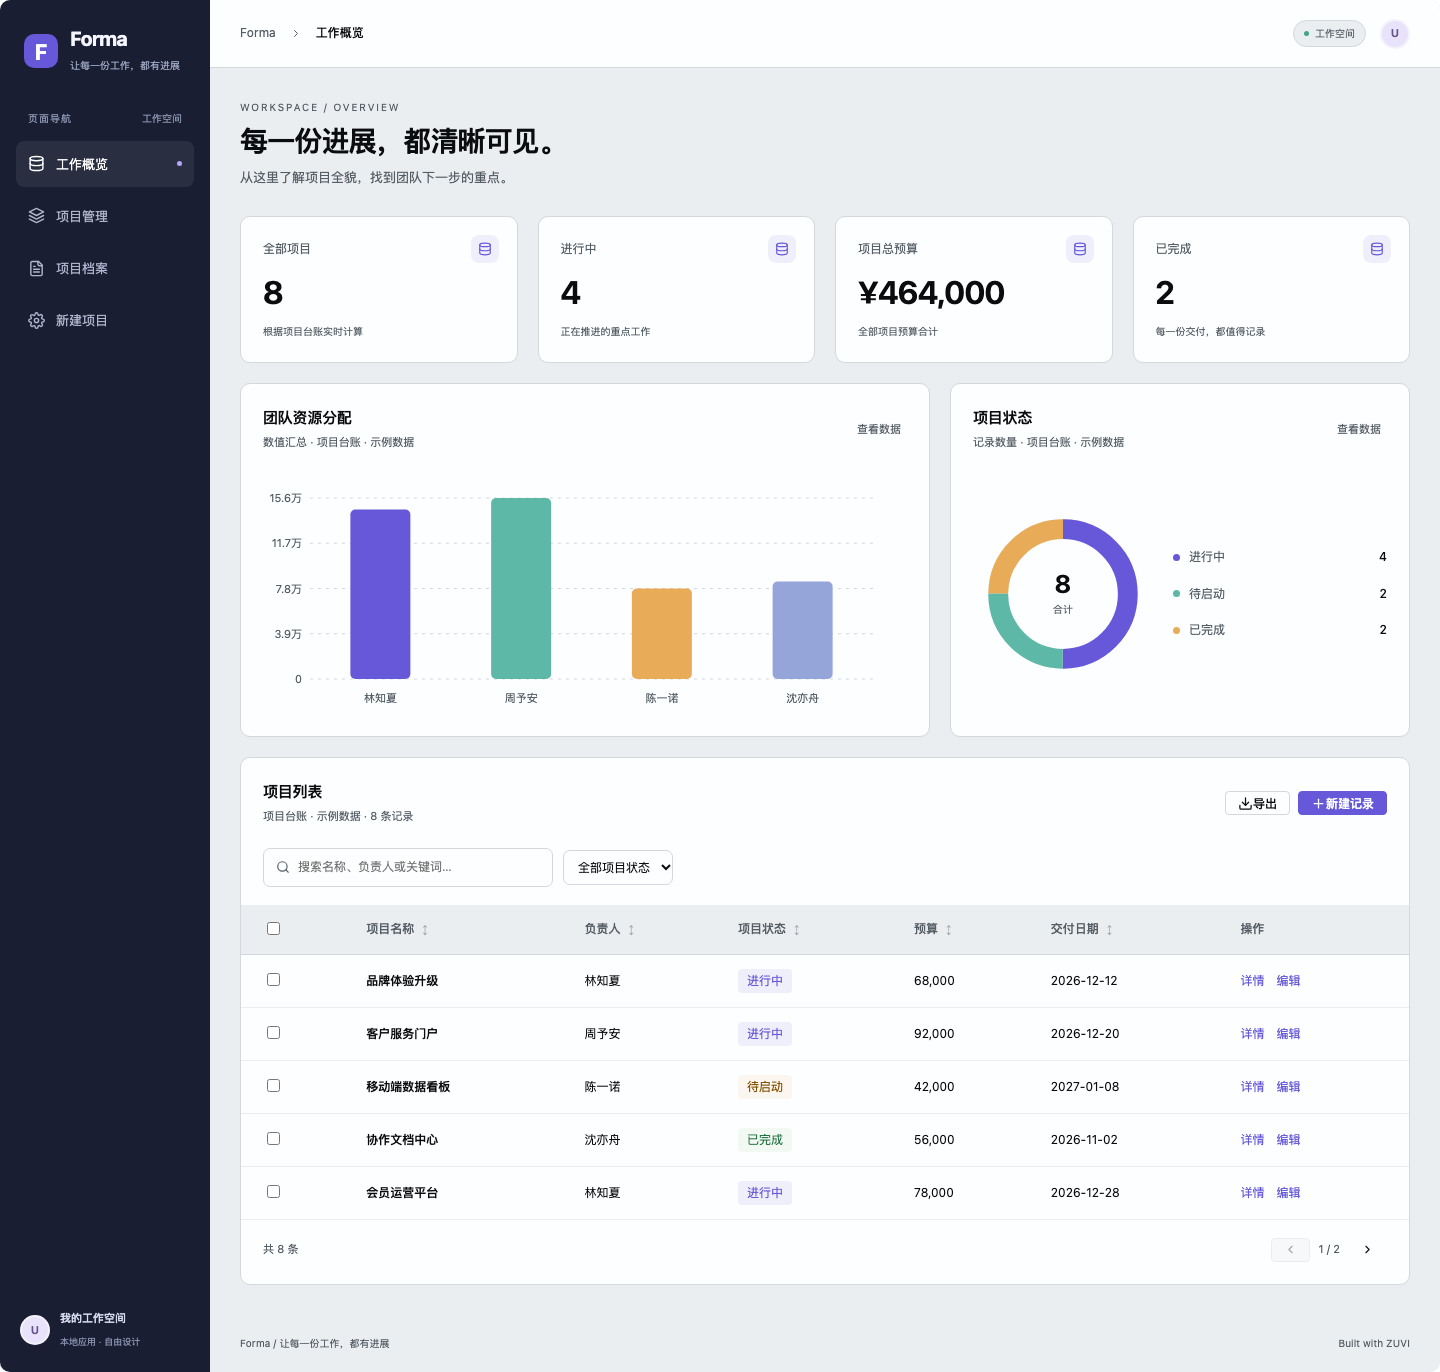 F
Forma
让每一份工作，都有进展
页面导航 工作空间
工作概览
项目管理
项目档案
新建项目
U
我的工作空间
本地应用 · 自由设计
Forma > 工作概览
工作空间
U
WORKSPACE / OVERVIEW
每一份进展，都清晰可见。
从这里了解项目全貌，找到团队下一步的重点。
全部项目
8
根据项目台账实时计算
进行中
4
正在推进的重点工作
项目总预算
¥464,000
全部项目预算合计
已完成
2
每一份交付，都值得记录
团队资源分配
数值汇总 · 项目台账 · 示例数据
查看数据
15.6万
11.7万
7.8万
3.9万
0
林知夏 周予安 陈一诺 沈亦舟
项目状态
记录数量 · 项目台账 · 示例数据
查看数据
8
合计
进行中 4
待启动 2
已完成 2
项目列表
项目台账 · 示例数据 · 8 条记录
导出
新建记录
搜索名称、负责人或关键词...
全部项目状态
项目名称 ↕ 负责人 ↕ 项目状态 ↕ 预算 ↕ 交付日期 ↕ 操作
品牌体验升级 林知夏 进行中 68,000 2026-12-12 详情 编辑
客户服务门户 周予安 进行中 92,000 2026-12-20 详情 编辑
移动端数据看板 陈一诺 待启动 42,000 2027-01-08 详情 编辑
协作文档中心 沈亦舟 已完成 56,000 2026-11-02 详情 编辑
会员运营平台 林知夏 进行中 78,000 2026-12-28 详情 编辑
共 8 条
1 / 2
Forma / 让每一份工作，都有进展
Built with ZUVI